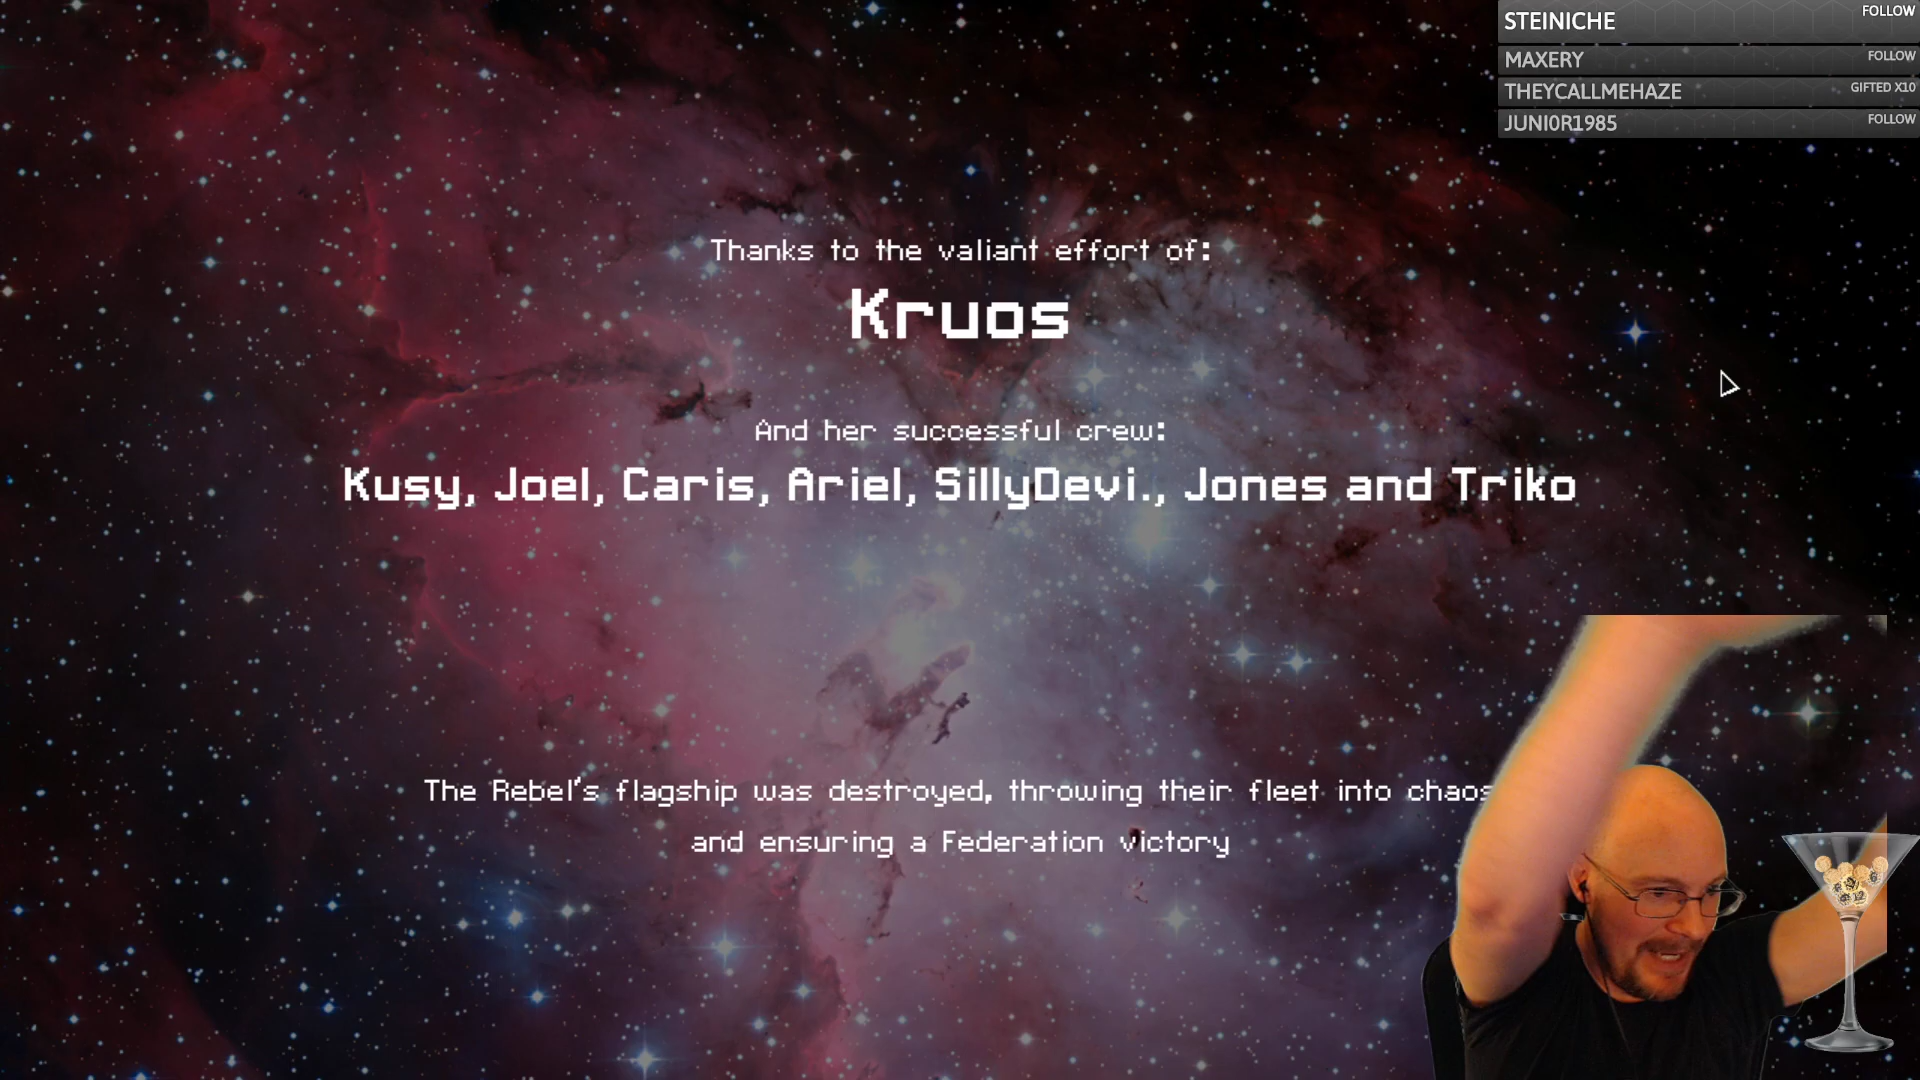 STEINICHE FOLLOW
MAXERY FOLLOW
THEYCALLMEHAZE GIFTED X10
JUNI0R1985 FOLLOW
Thanks to the valiant effort of:
Kruos
And her successful crew:
Kusy, Joel, Caris, Ariel, SillyDevi., Jones and Triko
The Rebel's flagship was destroyed, throwing their fleet into chaos
and ensuring a Federation victory